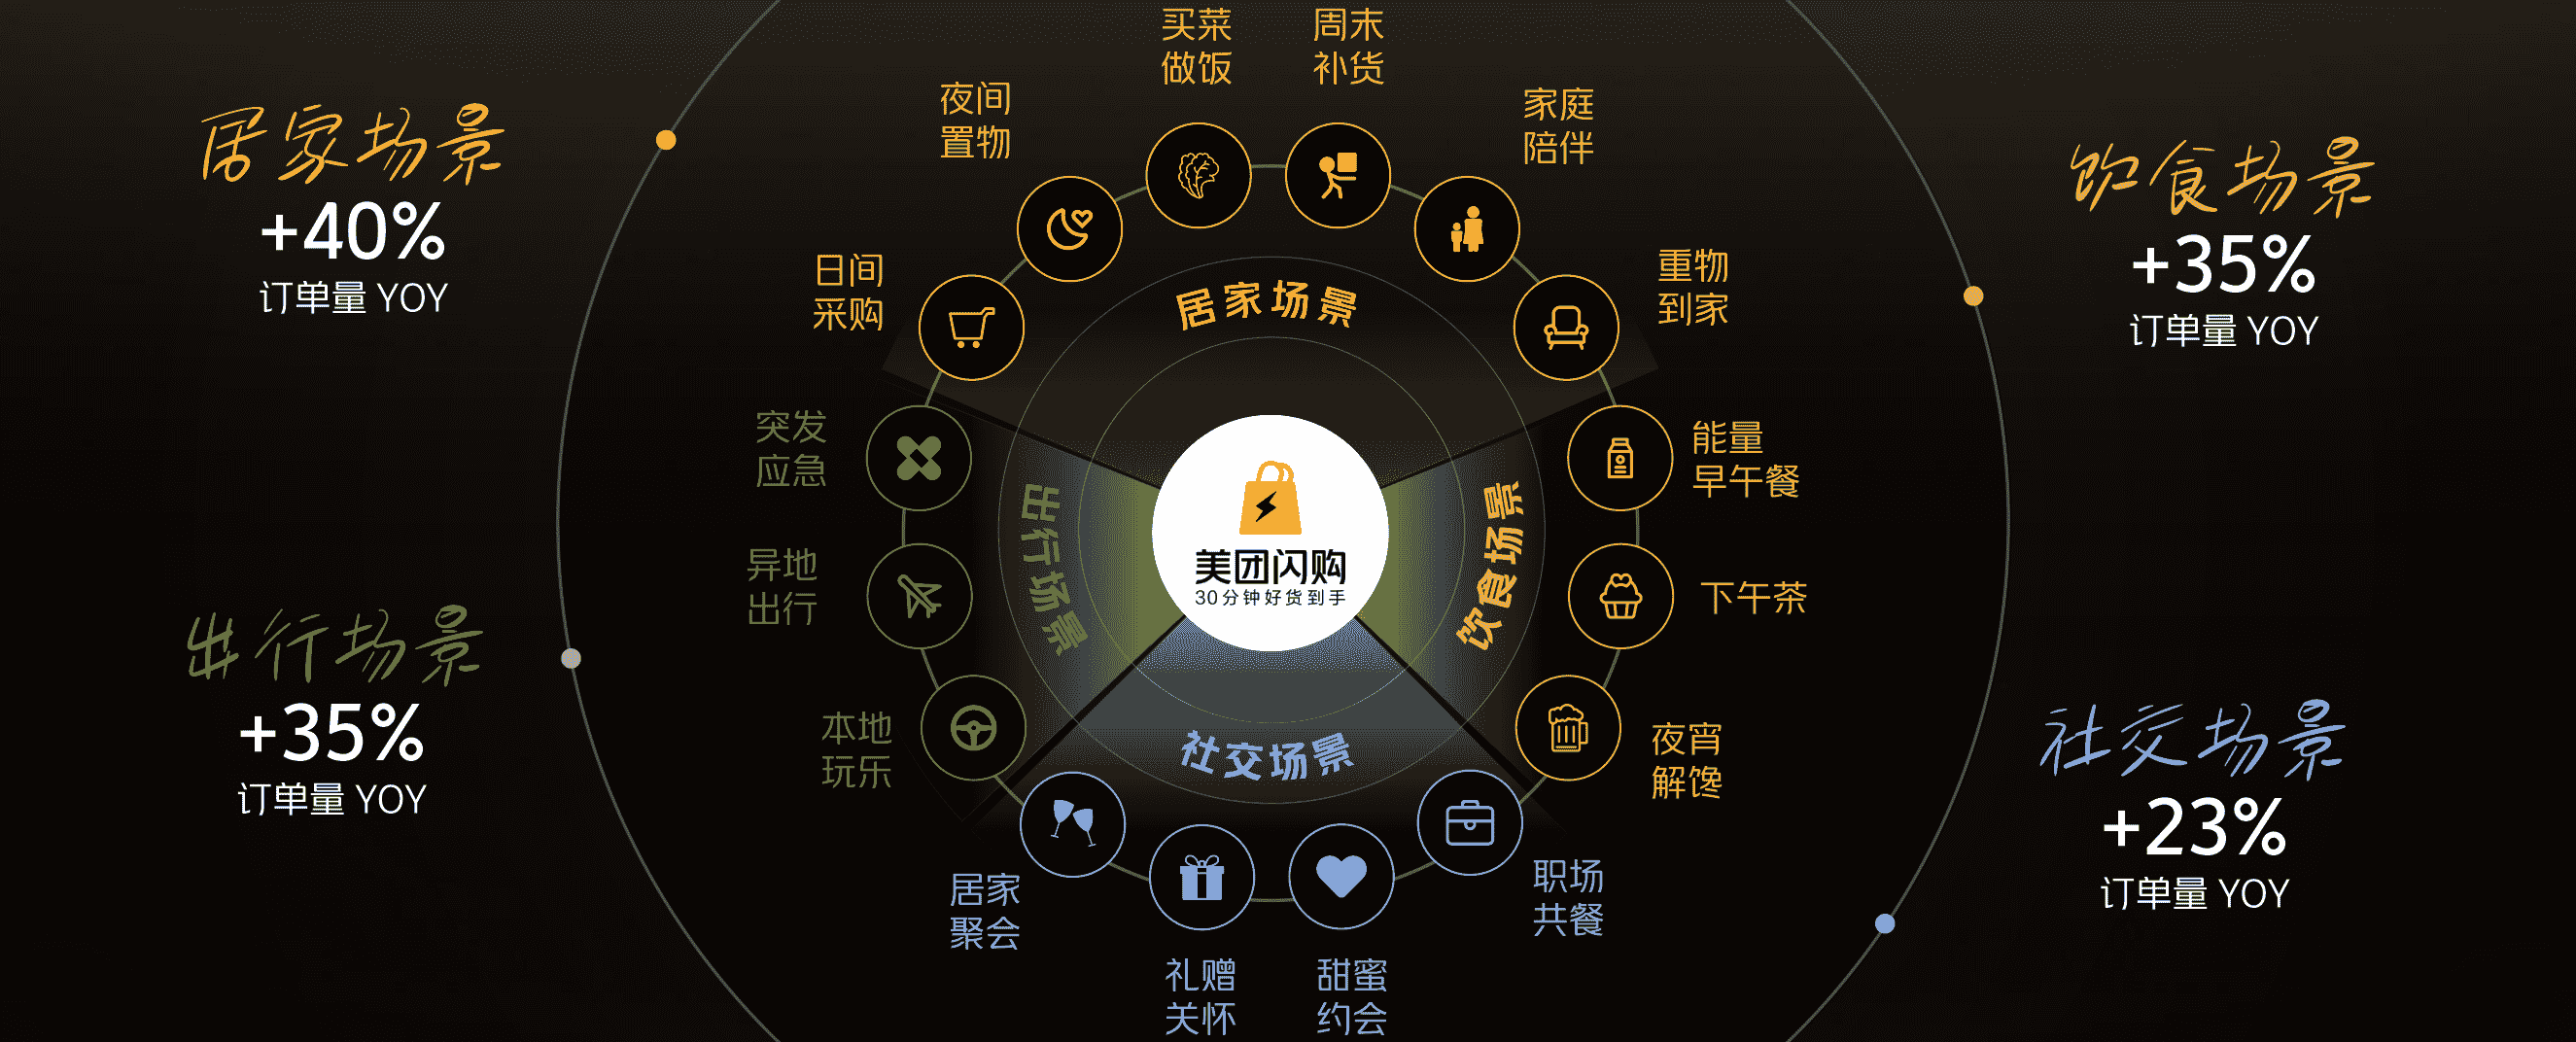 居家场景
+40%
订单量 YOY
出行场景
+35%
订单量 YOY
买菜
做饭
周末
补货
夜间
置物
家庭
陪伴
日间
采购
重物
到家
突发
应急
能量
早午餐
异地
出行
下午茶
本地
玩乐
夜宵
解馋
居家
聚会
职场
共餐
礼赠
关怀
甜蜜
约会
居家场景
出行场景
饮食场景
社交场景
美团闪购
30分钟好货到手
饮食场景
+35%
订单量 YOY
社交场景
+23%
订单量 YOY